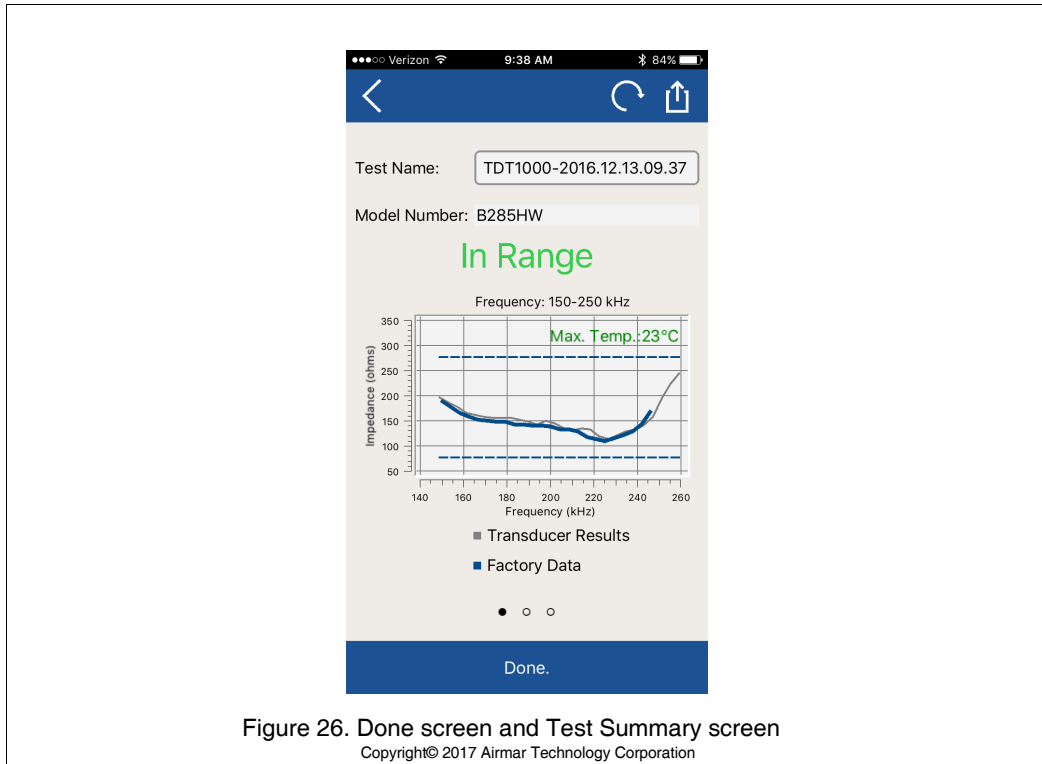 Verizon 9:38 AM 84%
Test Name: TDT1000-2016.12.13.09.37
Model Number: B285HW
In Range
Frequency: 150-250 kHz
Max. Temp.:23°C
Impedance (ohms)
350
300
250
200
150
100
50
140 160 180 200 220 240 260
Frequency (kHz)
Transducer Results
Factory Data
Done.
Figure 26. Done screen and Test Summary screen
Copyright© 2017 Airmar Technology Corporation